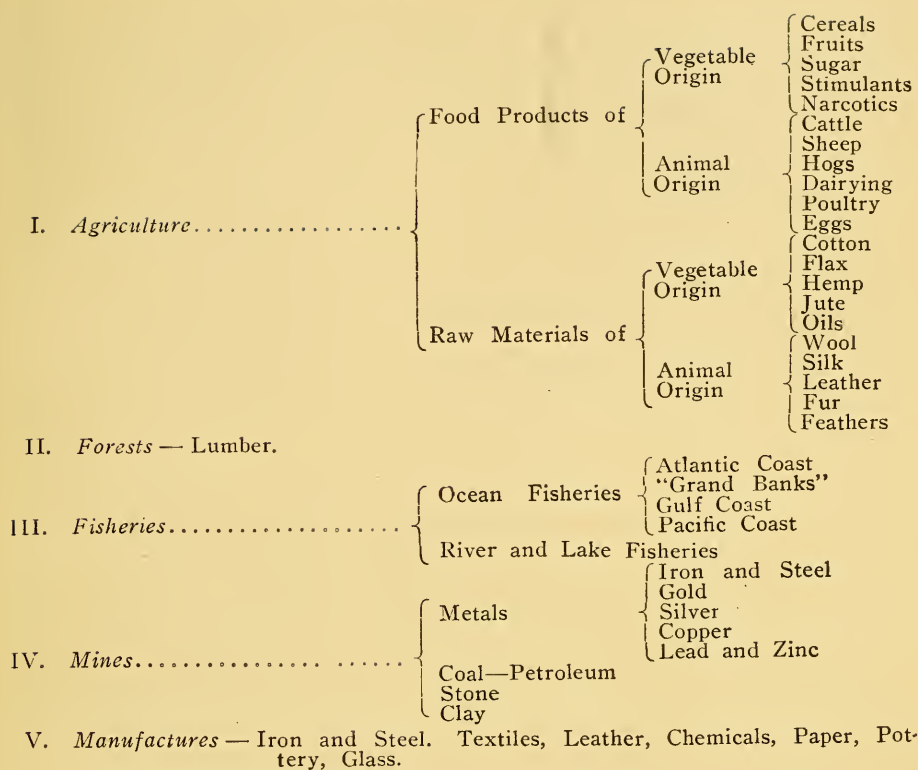 I. Agriculture..................
Food Products of
Vegetable
Origin
Cereals
Fruits
Sugar
Stimulants
Narcotics
Animal
Origin
Cattle
Sheep
Hogs
Dairying
Poultry
Eggs
Raw Materials of
Vegetable
Origin
Cotton
Flax
Hemp
Jute
Oils
Animal
Origin
Wool
Silk
Leather
Fur
Feathers
II. Forests — Lumber.
III. Fisheries....................
Ocean Fisheries
Atlantic Coast
"Grand Banks"
Gulf Coast
Pacific Coast
River and Lake Fisheries
IV. Mines................ ......
Metals
Iron and Steel
Gold
Silver
Copper
Lead and Zinc
Coal—Petroleum
Stone
Clay
V. Manufactures — Iron and Steel. Textiles, Leather, Chemicals, Paper, Pot-
tery, Glass.